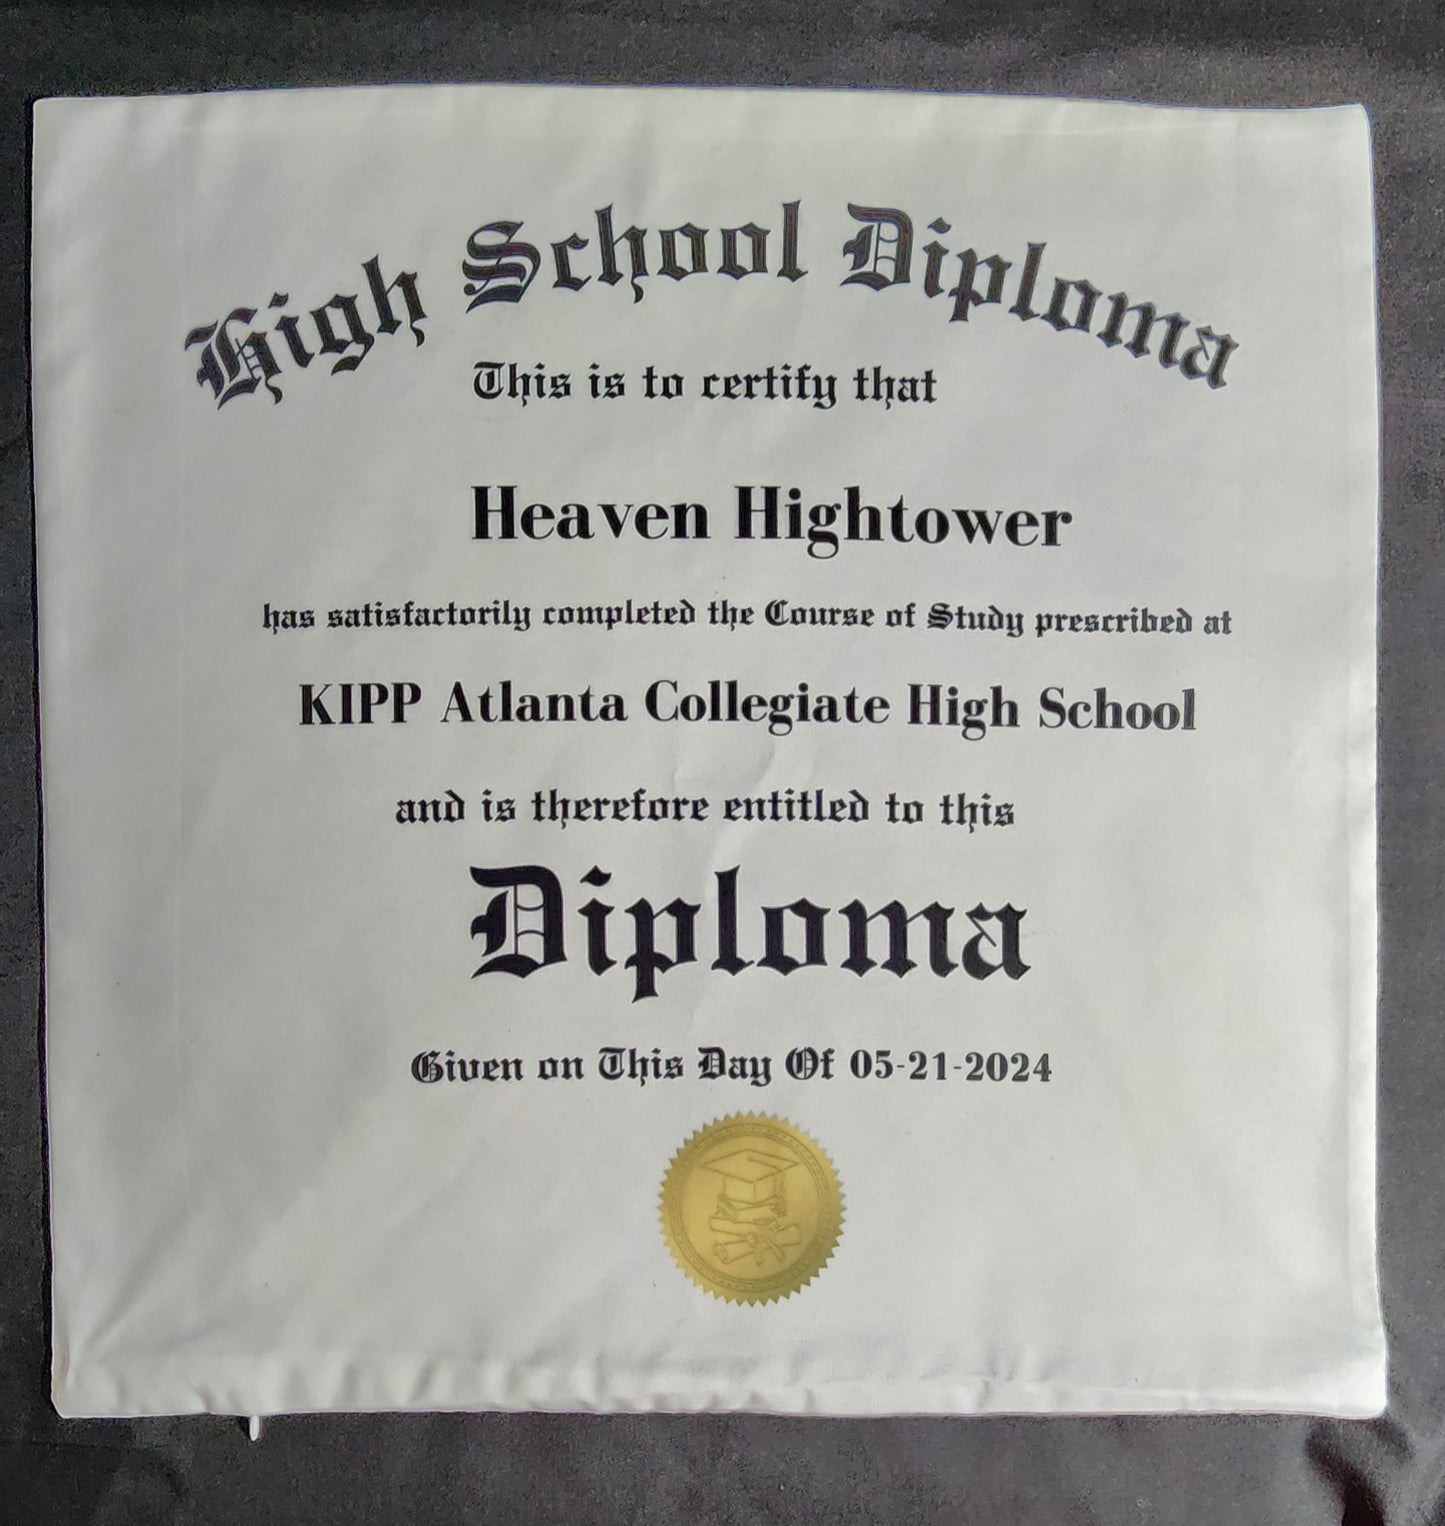 High School Diploma
This is to certify that
Heaven Hightower
has satisfactorily completed the Course of Study prescribed at
KIPP Atlanta Collegiate High School
and is therefore entitled to this
Diploma
Given on This Day Of 05-21-2024